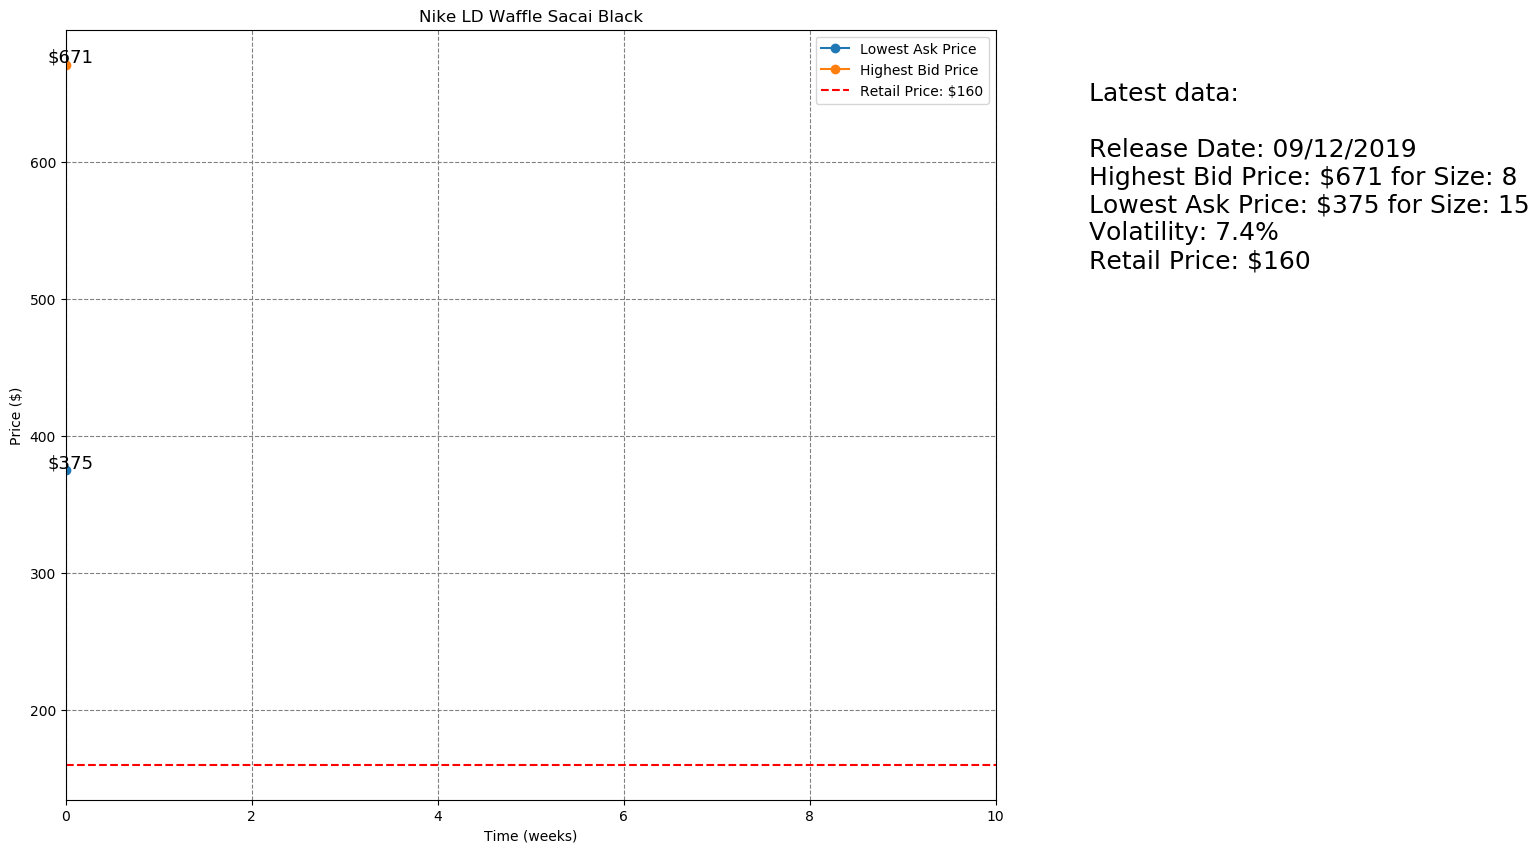 Nike LD Waffle Sacai Black
$671
Lowest Ask Price
Highest Bid Price
Retail Price: $160
600
500
400
$375
300
200
Price ($)
0 2 4 6 8 10
Time (weeks)
Latest data:
Release Date: 09/12/2019
Highest Bid Price: $671 for Size: 8
Lowest Ask Price: $375 for Size: 15
Volatility: 7.4%
Retail Price: $160